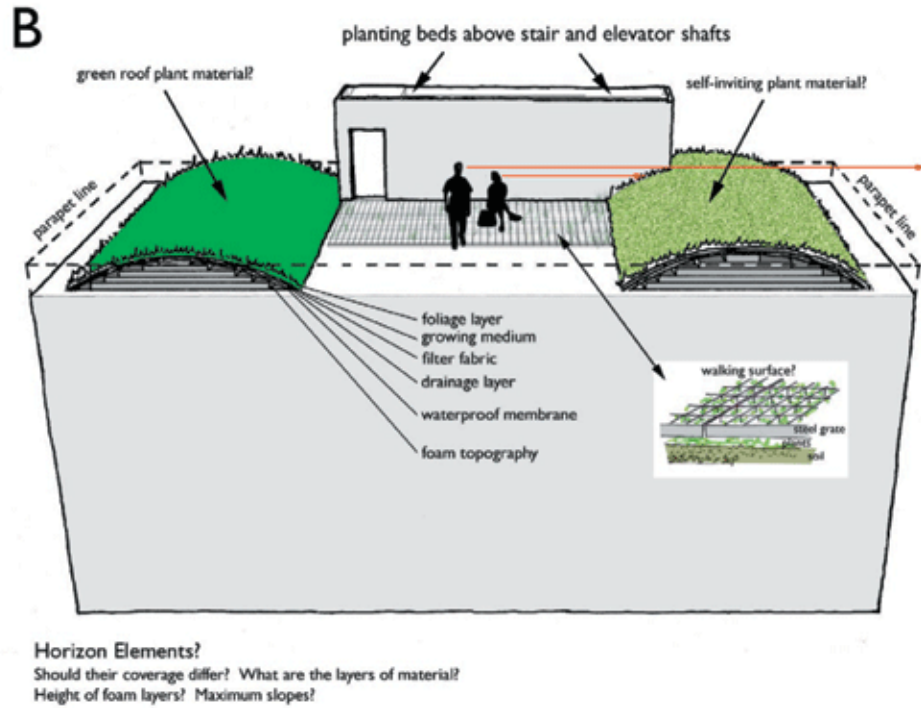 B
planting beds above stair and elevator shafts
green roof plant material?
self-inviting plant material?
parapet line
parapet line
foliage layer
growing medium
filter fabric
drainage layer
waterproof membrane
foam topography
walking surface?
steel grate
plants
soil
Horizon Elements?
Should their coverage differ? What are the layers of material?
Height of foam layers? Maximum slopes?